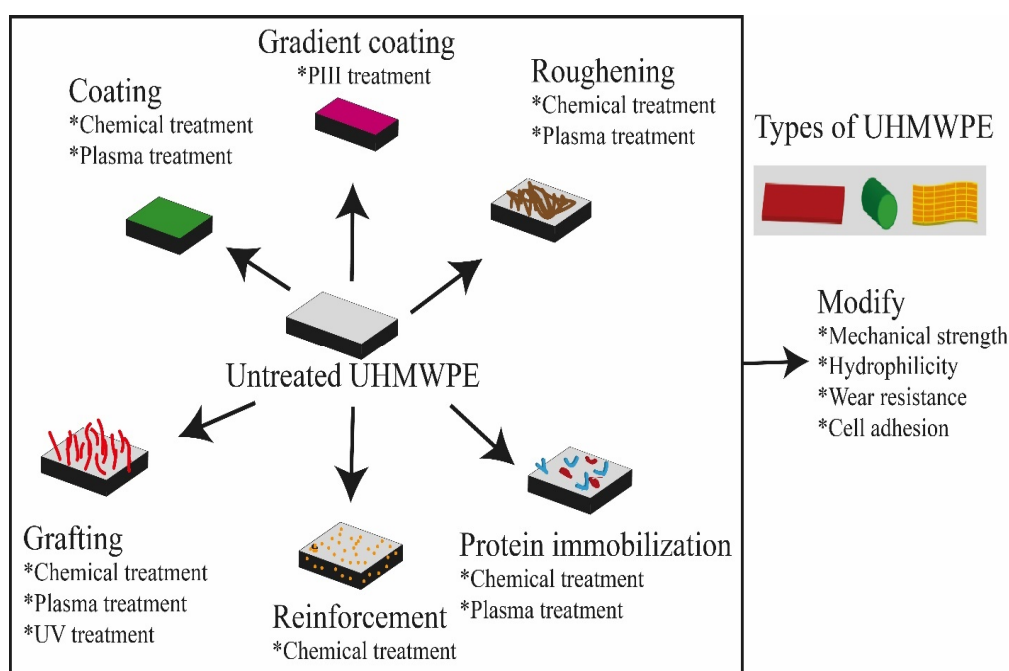 Gradient coating
*PIII treatment
Coating
*Chemical treatment
*Plasma treatment
Roughening
*Chemical treatment
*Plasma treatment
Untreated UHMWPE
Grafting
*Chemical treatment
*Plasma treatment
*UV treatment
Reinforcement
*Chemical treatment
Protein immobilization
*Chemical treatment
*Plasma treatment
Types of UHMWPE
Modify
*Mechanical strength
*Hydrophilicity
*Wear resistance
*Cell adhesion